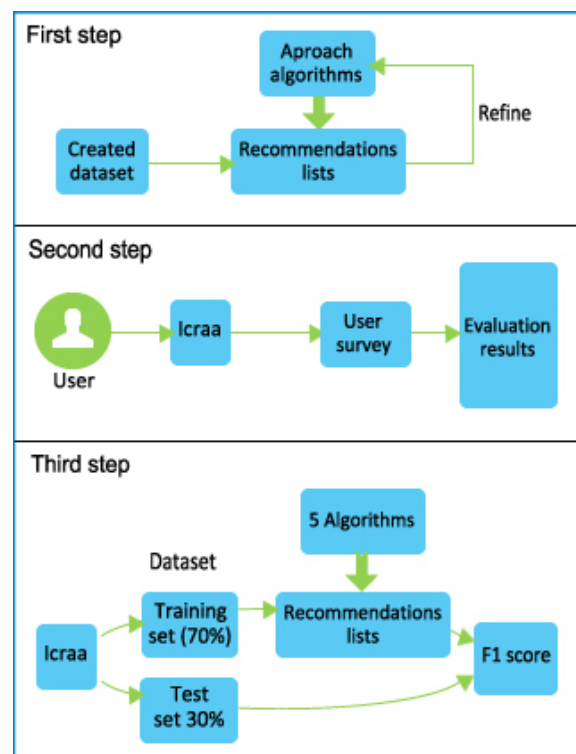 First step
Aproach
algorithms
Refine
Created
dataset
Recommendations
lists
Second step
User
Icraa
User
survey
Evaluation
results
Third step
5 Algorithms
Dataset
Training
set (70%)
Recommendations
lists
Icraa
F1 score
Test
set 30%